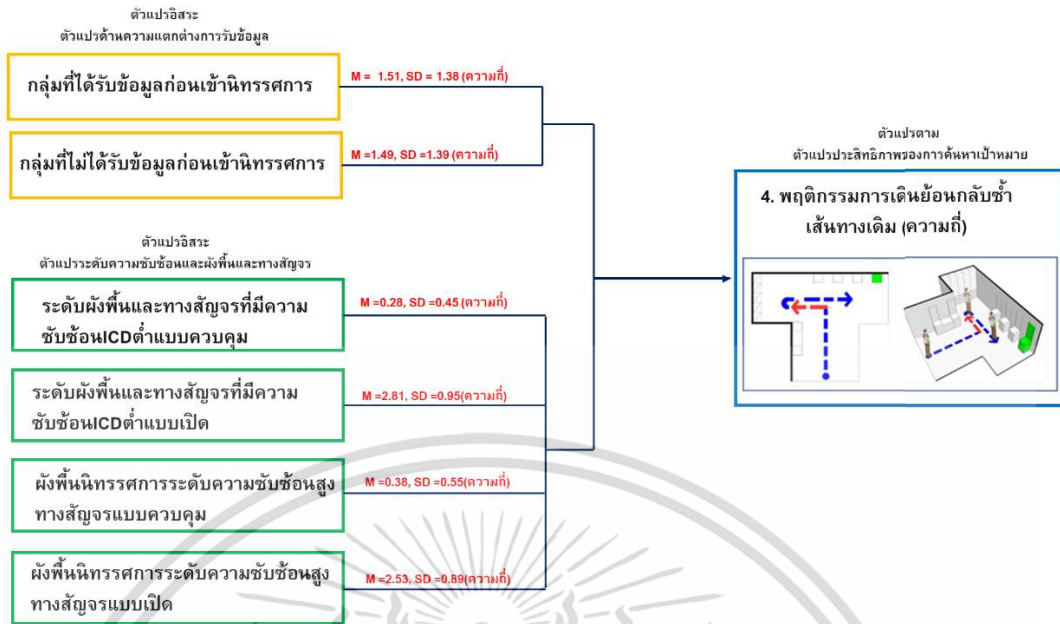 ตัวแปรอิสระ
ตัวแปรด้านความแตกต่างการรับข้อมูล
กลุ่มที่ได้รับข้อมูลก่อนเข้านิทรรศการ
M = 1.51, SD = 1.38 (ความถี่)
กลุ่มที่ไม่ได้รับข้อมูลก่อนเข้านิทรรศการ
M =1.49, SD =1.39 (ความถี่)
ตัวแปรอิสระ
ตัวแปรระดับความซับซ้อนและผังพื้นและทางสัญจร
ระดับผังพื้นและทางสัญจรที่มีความ
ซับซ้อนICDต่ำแบบควบคุม
M =0.28, SD =0.45 (ความถี่)
ระดับผังพื้นและทางสัญจรที่มีความ
ซับซ้อนICDต่ำแบบเปิด
M =2.81, SD =0.95(ความถี่)
ผังพื้นนิทรรศการระดับความซับซ้อนสูง
ทางสัญจรแบบควบคุม
M =0.38, SD =0.55(ความถี่)
ผังพื้นนิทรรศการระดับความซับซ้อนสูง
ทางสัญจรแบบเปิด
M =2.53, SD =0.89(ความถี่)
ตัวแปรตาม
ตัวแปรประสิทธิภาพของการค้นหาเป้าหมาย
4. พฤติกรรมการเดินย้อนกลับซ้ำ
เส้นทางเดิม (ความถี่)